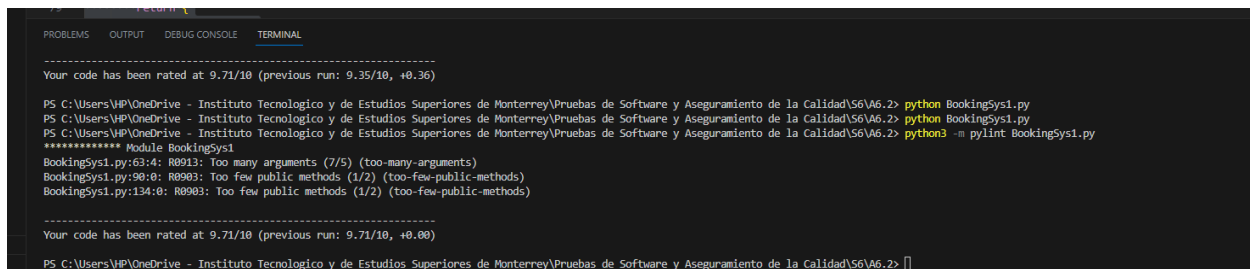 79 return {
PROBLEMS OUTPUT DEBUG CONSOLE TERMINAL
------------------------------------------------------------------
Your code has been rated at 9.71/10 (previous run: 9.35/10, +0.36)
PS C:\Users\HP\OneDrive - Instituto Tecnologico y de Estudios Superiores de Monterrey\Pruebas de Software y Aseguramiento de la Calidad\S6\A6.2> python BookingSys1.py
PS C:\Users\HP\OneDrive - Instituto Tecnologico y de Estudios Superiores de Monterrey\Pruebas de Software y Aseguramiento de la Calidad\S6\A6.2> python BookingSys1.py
PS C:\Users\HP\OneDrive - Instituto Tecnologico y de Estudios Superiores de Monterrey\Pruebas de Software y Aseguramiento de la Calidad\S6\A6.2> python3 -m pylint BookingSys1.py
************* Module BookingSys1
BookingSys1.py:63:4: R0913: Too many arguments (7/5) (too-many-arguments)
BookingSys1.py:90:0: R0903: Too few public methods (1/2) (too-few-public-methods)
BookingSys1.py:134:0: R0903: Too few public methods (1/2) (too-few-public-methods)
------------------------------------------------------------------
Your code has been rated at 9.71/10 (previous run: 9.71/10, +0.00)
PS C:\Users\HP\OneDrive - Instituto Tecnologico y de Estudios Superiores de Monterrey\Pruebas de Software y Aseguramiento de la Calidad\S6\A6.2>